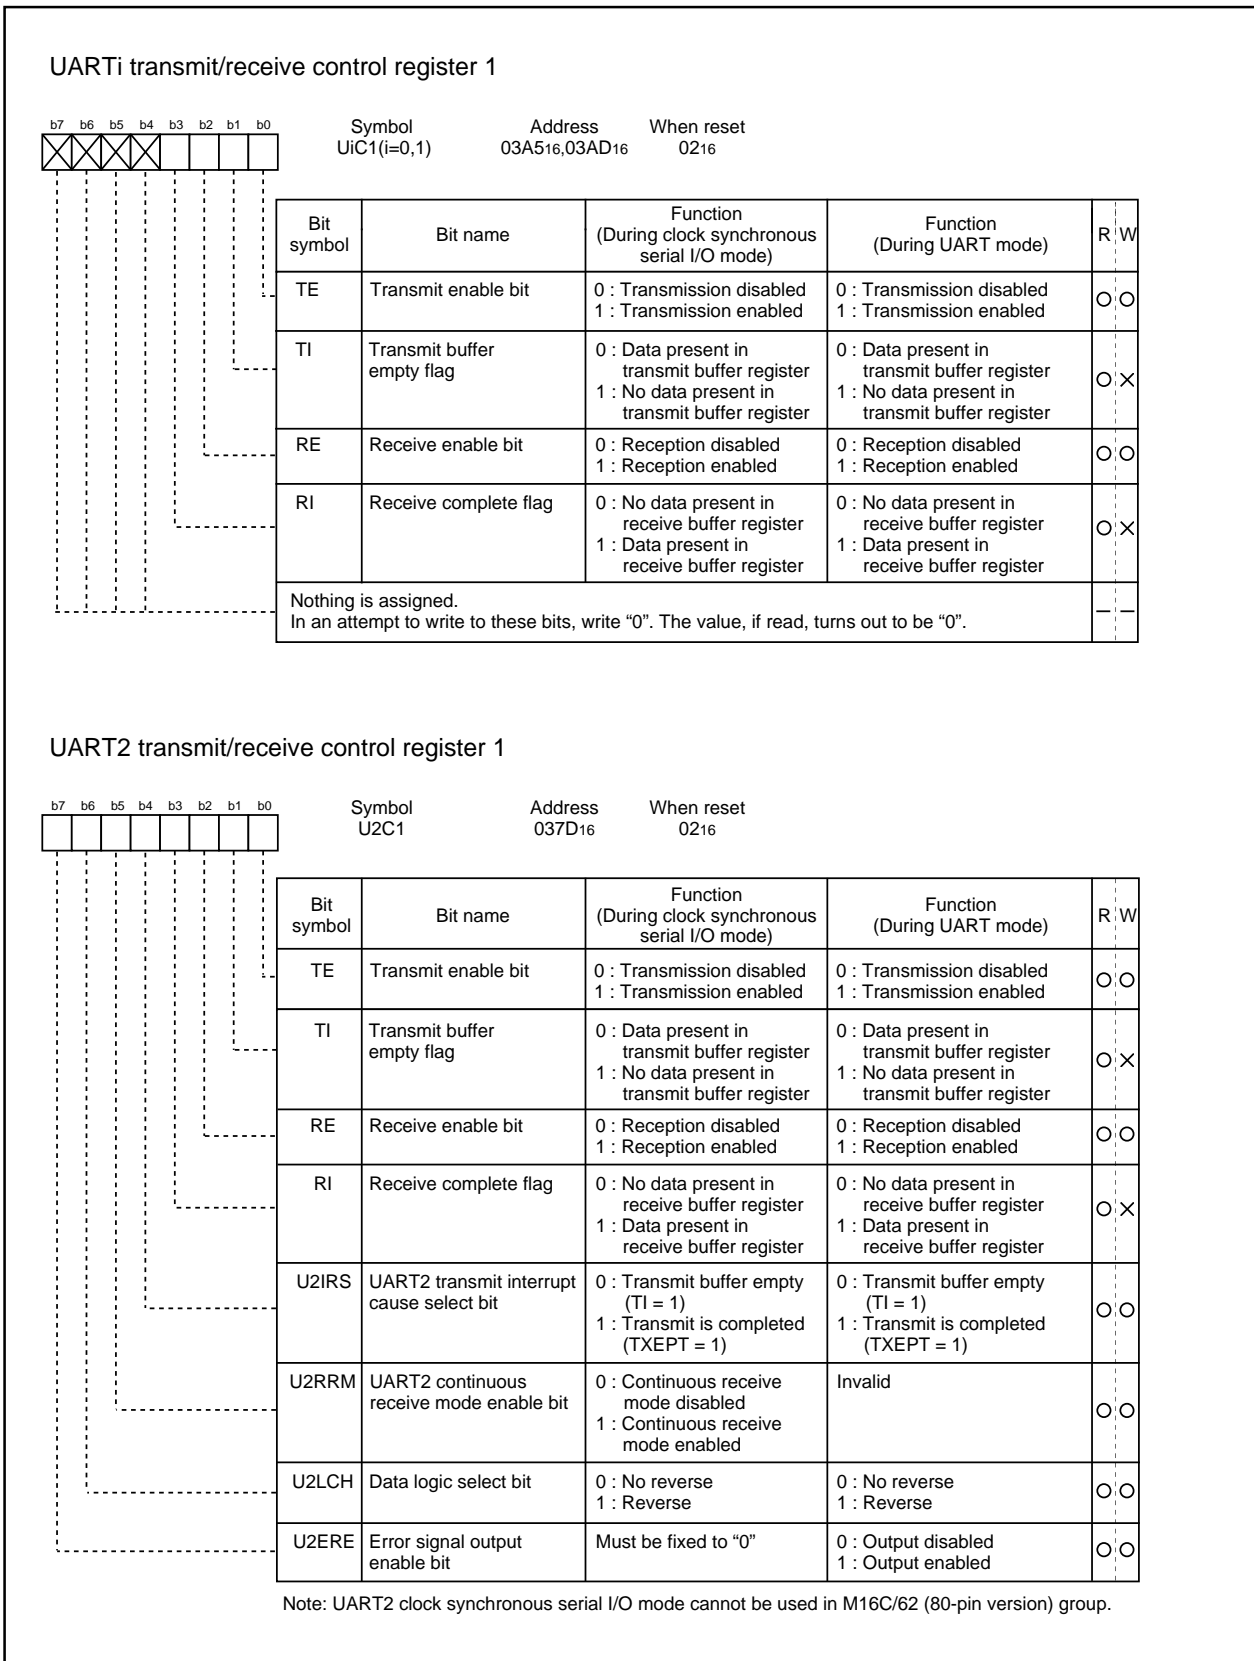 UARTi transmit/receive control register 1
b7 b6 b5 b4 b3 b2 b1 b0
Symbol Address When reset
UiC1(i=0,1) 03A516,03AD16 0216
Bit symbol Bit name Function (During clock synchronous serial I/O mode) Function (During UART mode) R W
TE Transmit enable bit 0 : Transmission disabled 0 : Transmission disabled
1 : Transmission enabled 1 : Transmission enabled
TI Transmit buffer 0 : Data present in 0 : Data present in
empty flag transmit buffer register transmit buffer register
1 : No data present in 1 : No data present in
transmit buffer register transmit buffer register
RE Receive enable bit 0 : Reception disabled 0 : Reception disabled
1 : Reception enabled 1 : Reception enabled
RI Receive complete flag 0 : No data present in 0 : No data present in
receive buffer register receive buffer register
1 : Data present in 1 : Data present in
receive buffer register receive buffer register
Nothing is assigned.
In an attempt to write to these bits, write “0”. The value, if read, turns out to be “0”.
UART2 transmit/receive control register 1
b7 b6 b5 b4 b3 b2 b1 b0
Symbol Address When reset
U2C1 037D16 0216
Bit symbol Bit name Function (During clock synchronous serial I/O mode) Function (During UART mode) R W
TE Transmit enable bit 0 : Transmission disabled 0 : Transmission disabled
1 : Transmission enabled 1 : Transmission enabled
TI Transmit buffer 0 : Data present in 0 : Data present in
empty flag transmit buffer register transmit buffer register
1 : No data present in 1 : No data present in
transmit buffer register transmit buffer register
RE Receive enable bit 0 : Reception disabled 0 : Reception disabled
1 : Reception enabled 1 : Reception enabled
RI Receive complete flag 0 : No data present in 0 : No data present in
receive buffer register receive buffer register
1 : Data present in 1 : Data present in
receive buffer register receive buffer register
U2IRS UART2 transmit interrupt 0 : Transmit buffer empty 0 : Transmit buffer empty
cause select bit (TI = 1) (TI = 1)
1 : Transmit is completed 1 : Transmit is completed
(TXEPT = 1) (TXEPT = 1)
U2RRM UART2 continuous 0 : Continuous receive Invalid
receive mode enable bit mode disabled
1 : Continuous receive
mode enabled
U2LCH Data logic select bit 0 : No reverse 0 : No reverse
1 : Reverse 1 : Reverse
U2ERE Error signal output Must be fixed to “0” 0 : Output disabled
enable bit 1 : Output enabled
Note: UART2 clock synchronous serial I/O mode cannot be used in M16C/62 (80-pin version) group.